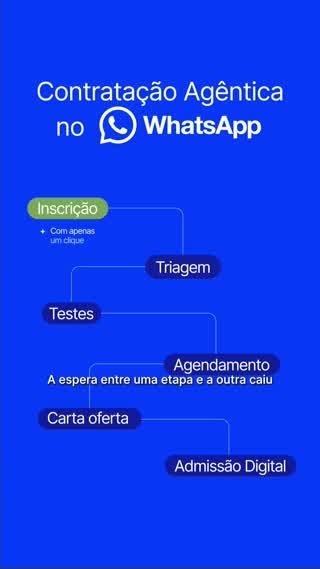 Contratação Agêntica
no WhatsApp
Inscrição
Com apenas
um clique
Triagem
Testes
Agendamento
A espera entre uma etapa e a outra caiu
Carta oferta
Admissão Digital